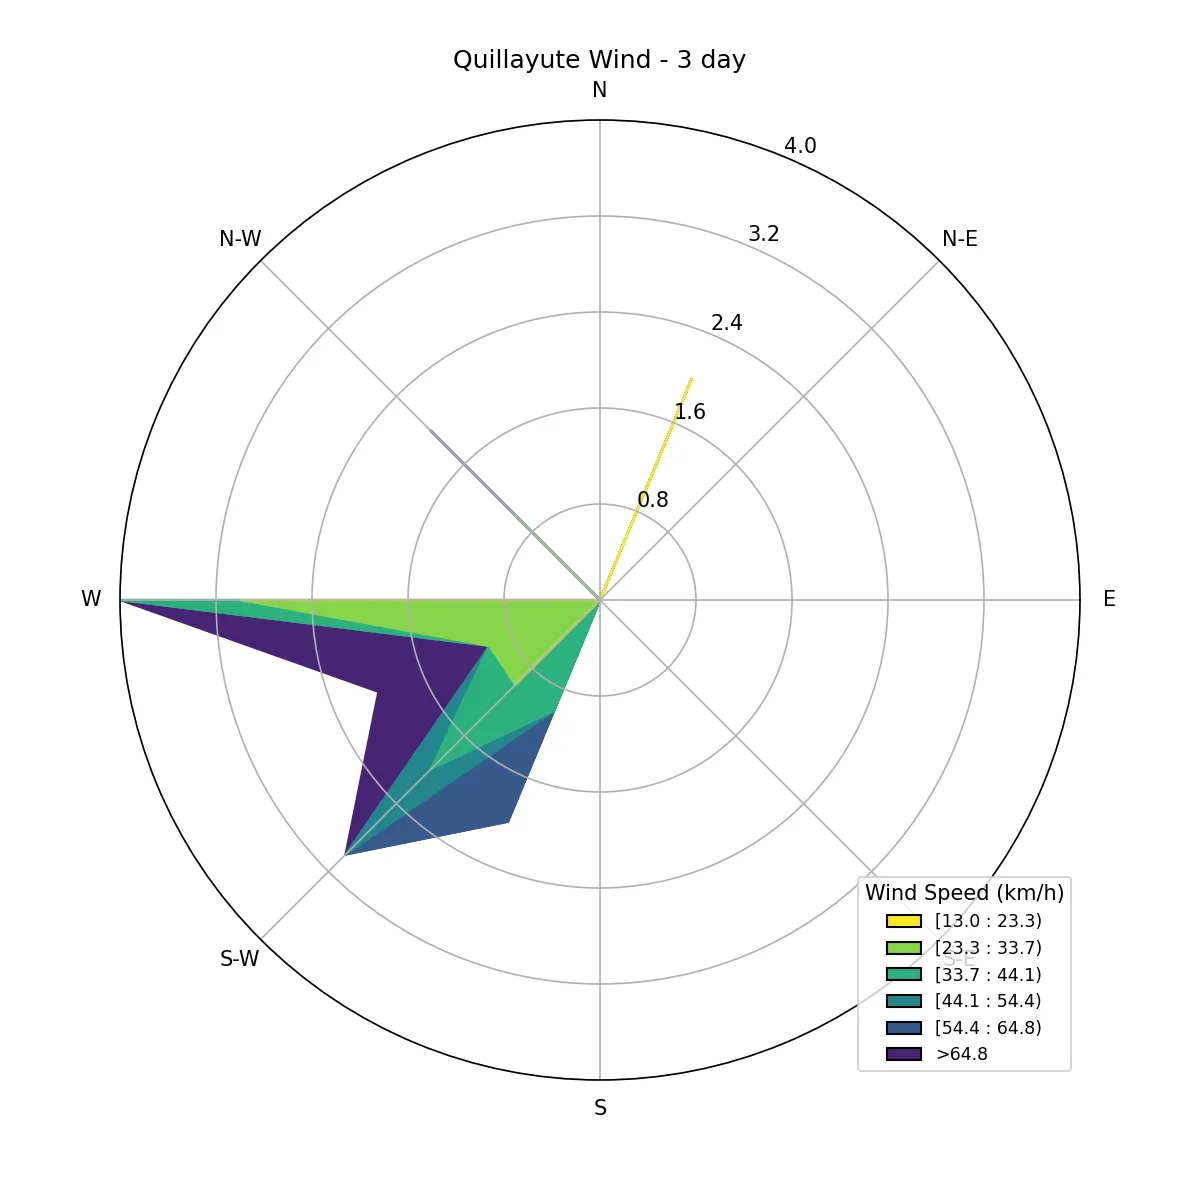 Quillayute Wind - 3 day
N
4.0
N-W
3.2
N-E
2.4
1.6
0.8
W
E
S-W
S-E
S
Wind Speed (km/h)
[13.0 : 23.3)
[23.3 : 33.7)
[33.7 : 44.1)
[44.1 : 54.4)
[54.4 : 64.8)
>64.8